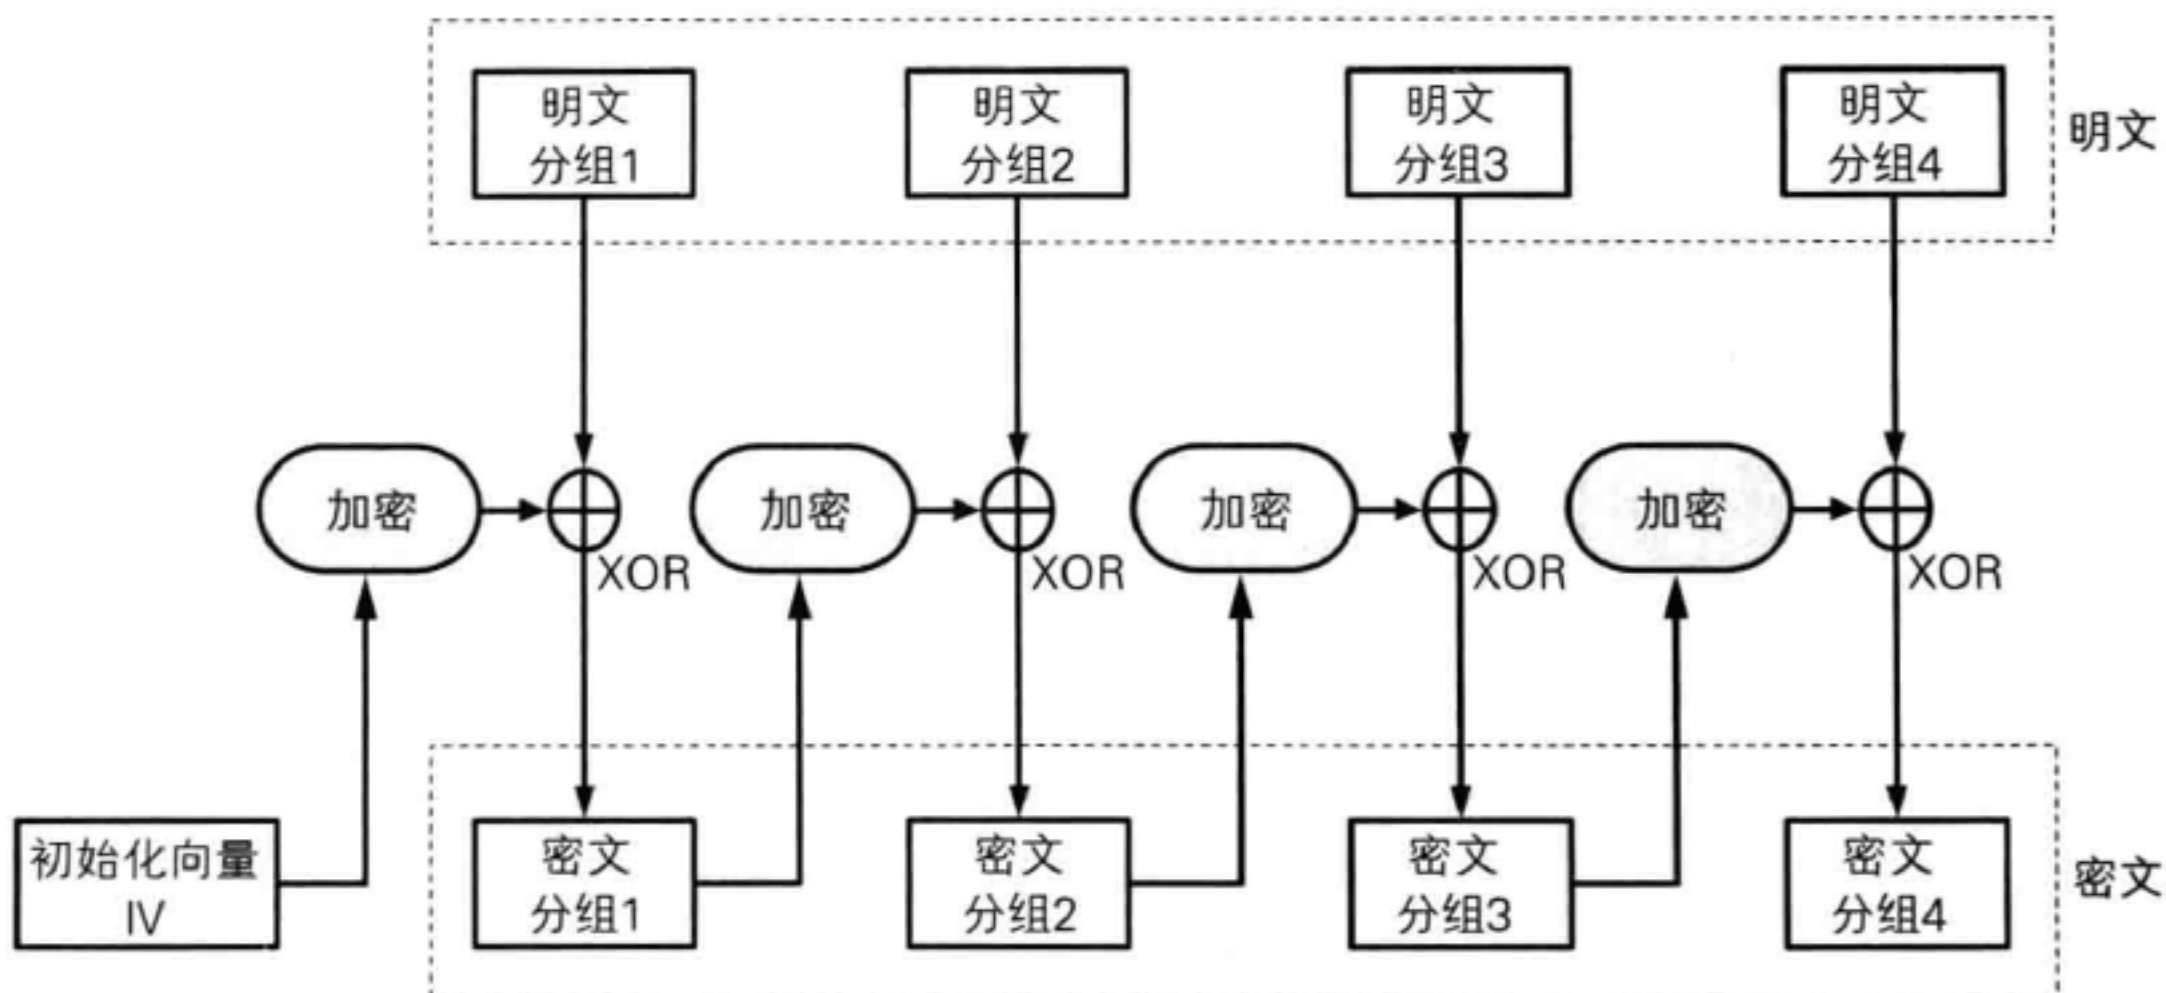 明文
分组1
明文
分组2
明文
分组3
明文
分组4
明文
加密
XOR
加密
XOR
加密
XOR
加密
XOR
初始化向量
IV
密文
分组1
密文
分组2
密文
分组3
密文
分组4
密文